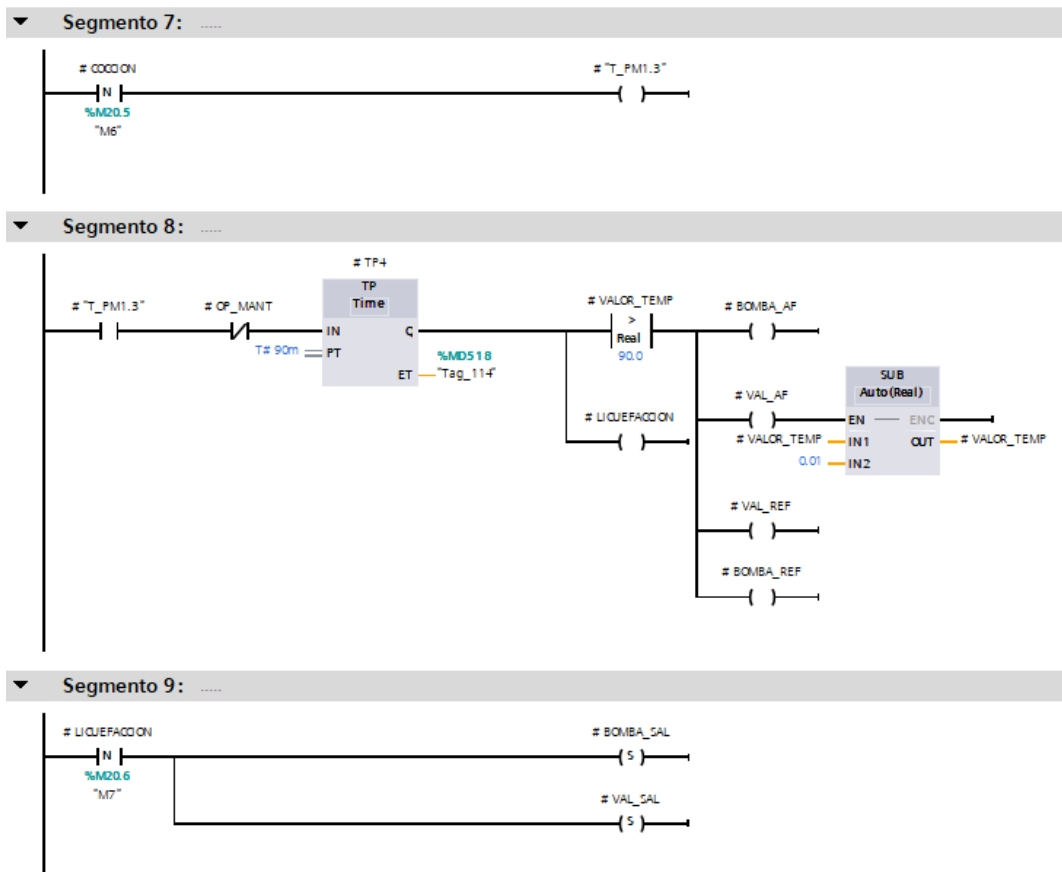 Segmento 7: .....
# COCCION
# "T_PM1.3"
N
%M20.5
"M6"
Segmento 8: .....
# TP4
TP
Time
# "T_PM1.3"
# OP_MANT
IN
Q
T# 90m
PT
ET
%MD518
"Tag_114"
# VALOR_TEMP
>
Real
90.0
# BOMBA_AF
# LICUEFACCION
# VAL_AF
SUB
Auto (Real)
EN
ENO
# VALOR_TEMP
IN1
OUT
# VALOR_TEMP
0.01
IN2
# VAL_REF
# BOMBA_REF
Segmento 9: .....
# LICUEFACCION
# BOMBA_SAL
N
S
%M20.6
"M7"
# VAL_SAL
S